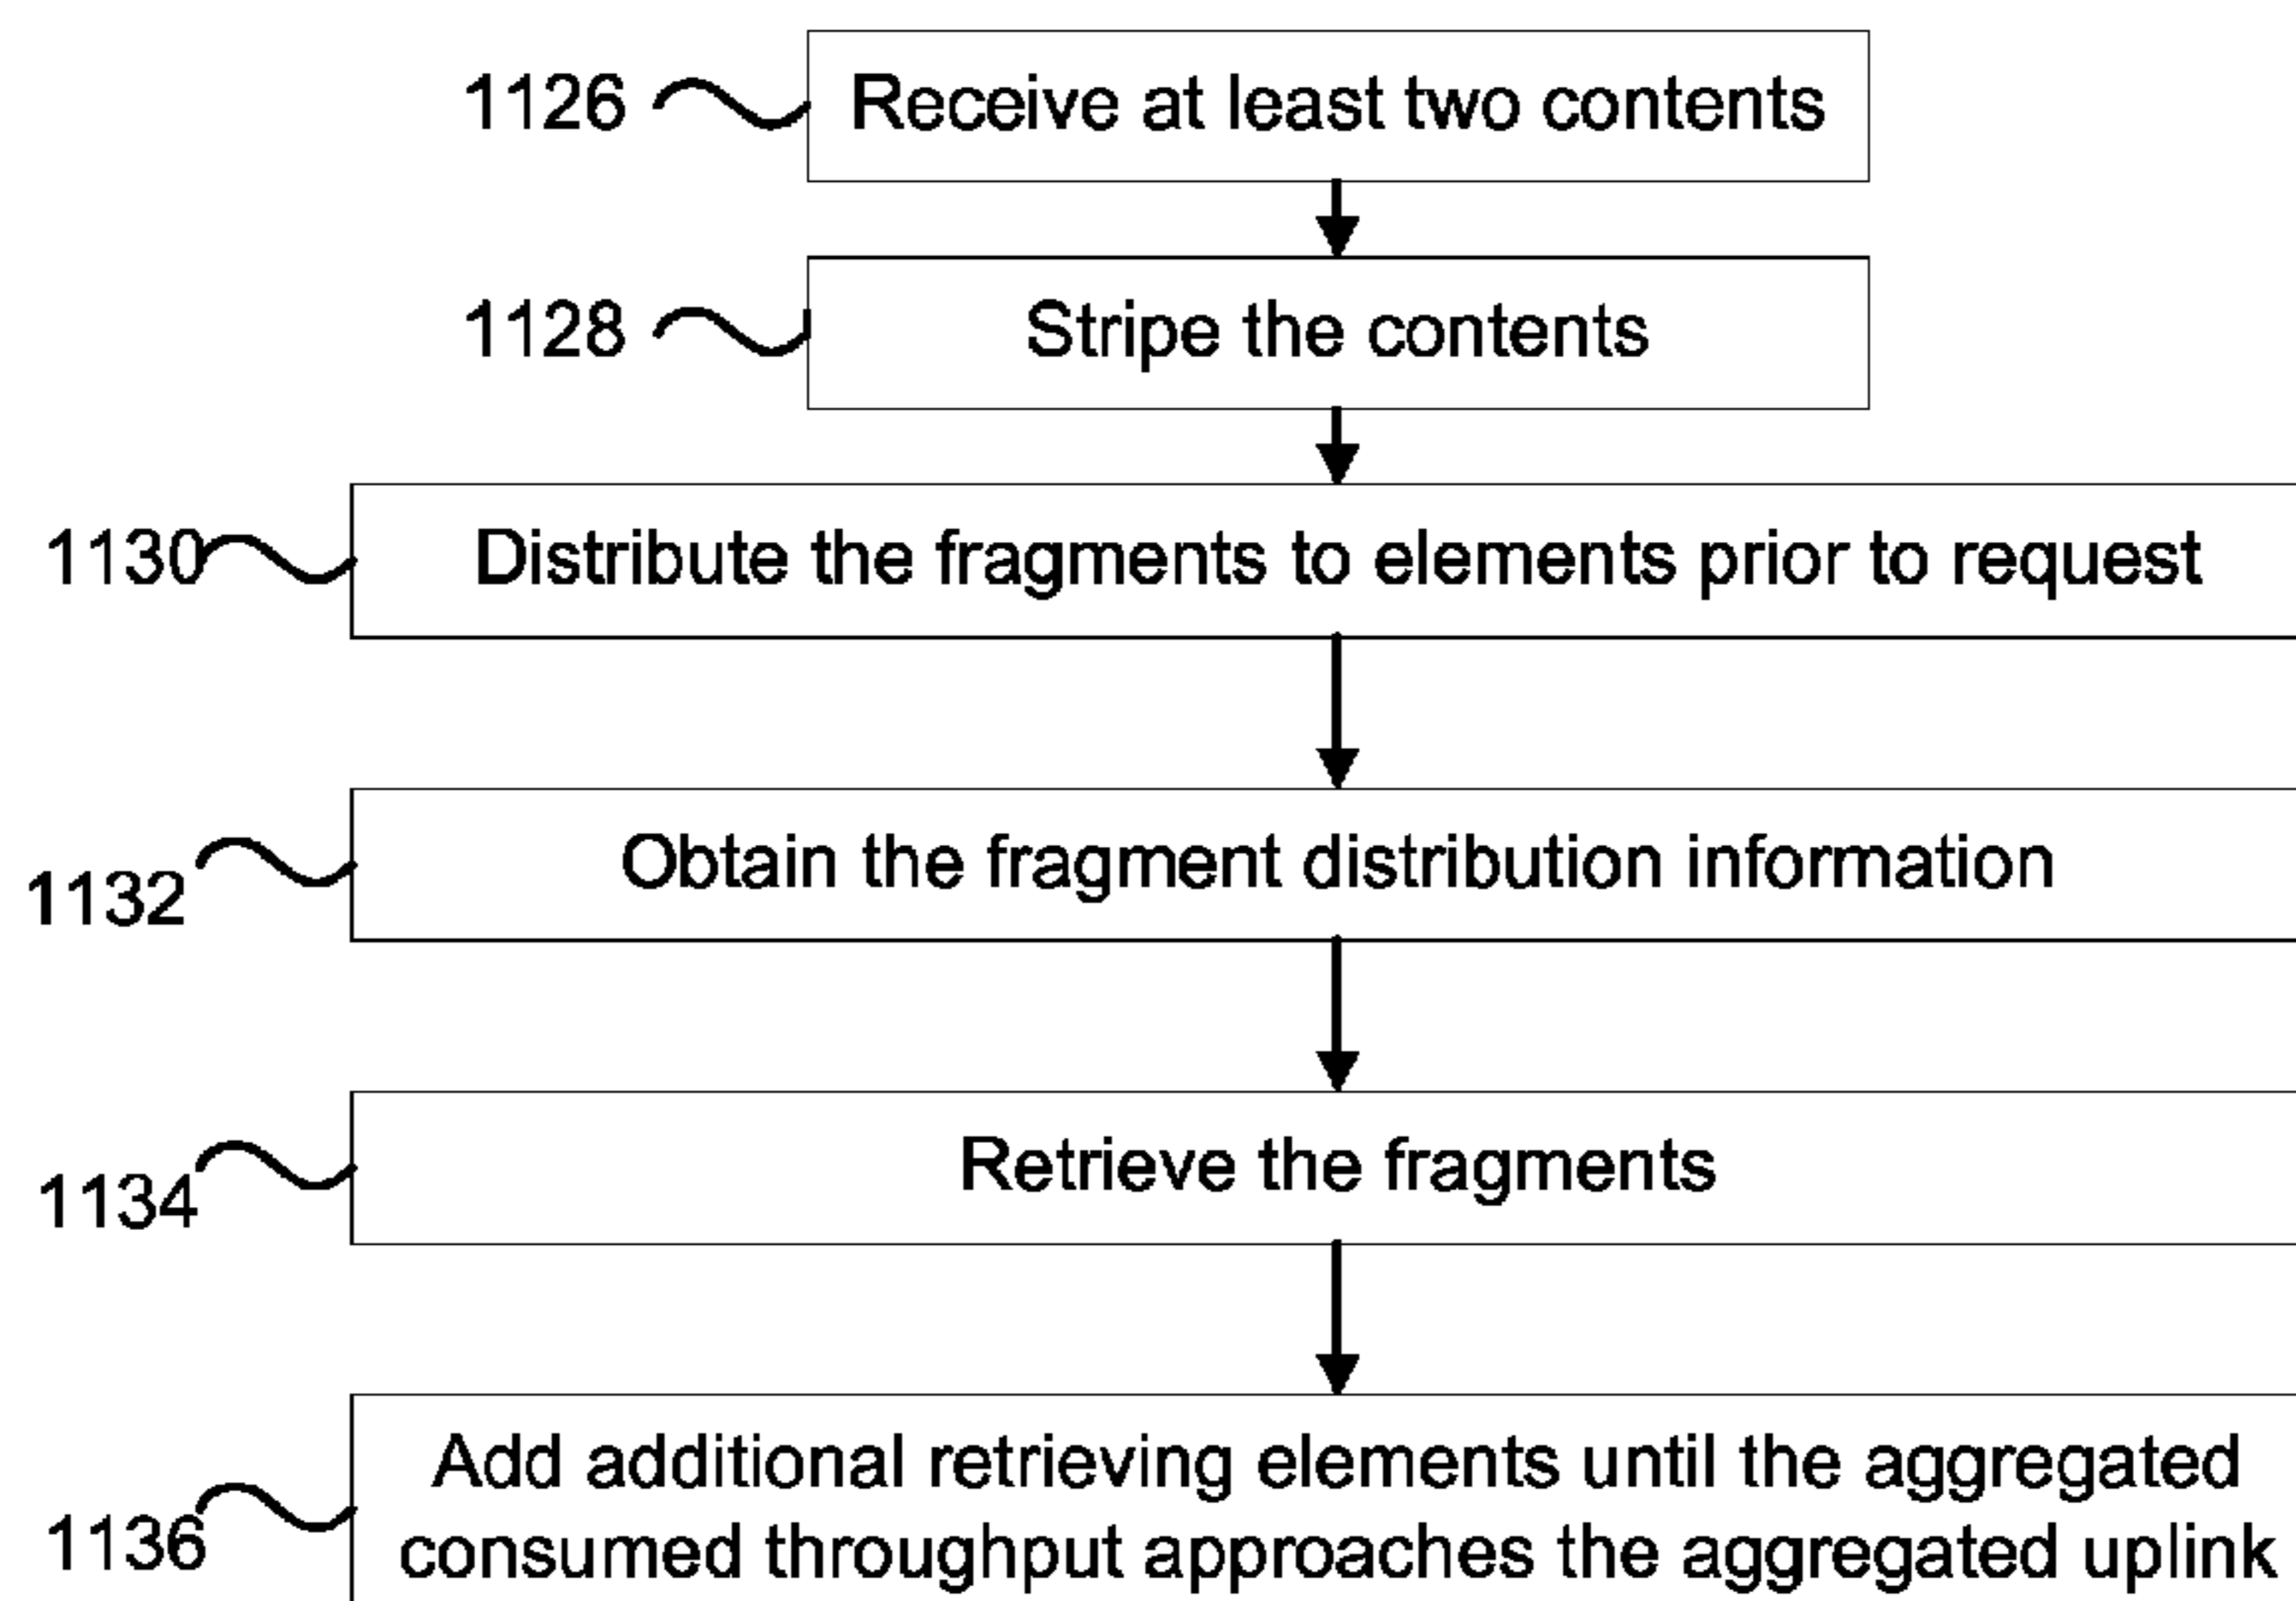 1126 Receive at least two contents
1128 Stripe the contents
1130 Distribute the fragments to elements prior to request
1132 Obtain the fragment distribution information
1134 Retrieve the fragments
1136 Add additional retrieving elements until the aggregated
consumed throughput approaches the aggregated uplink